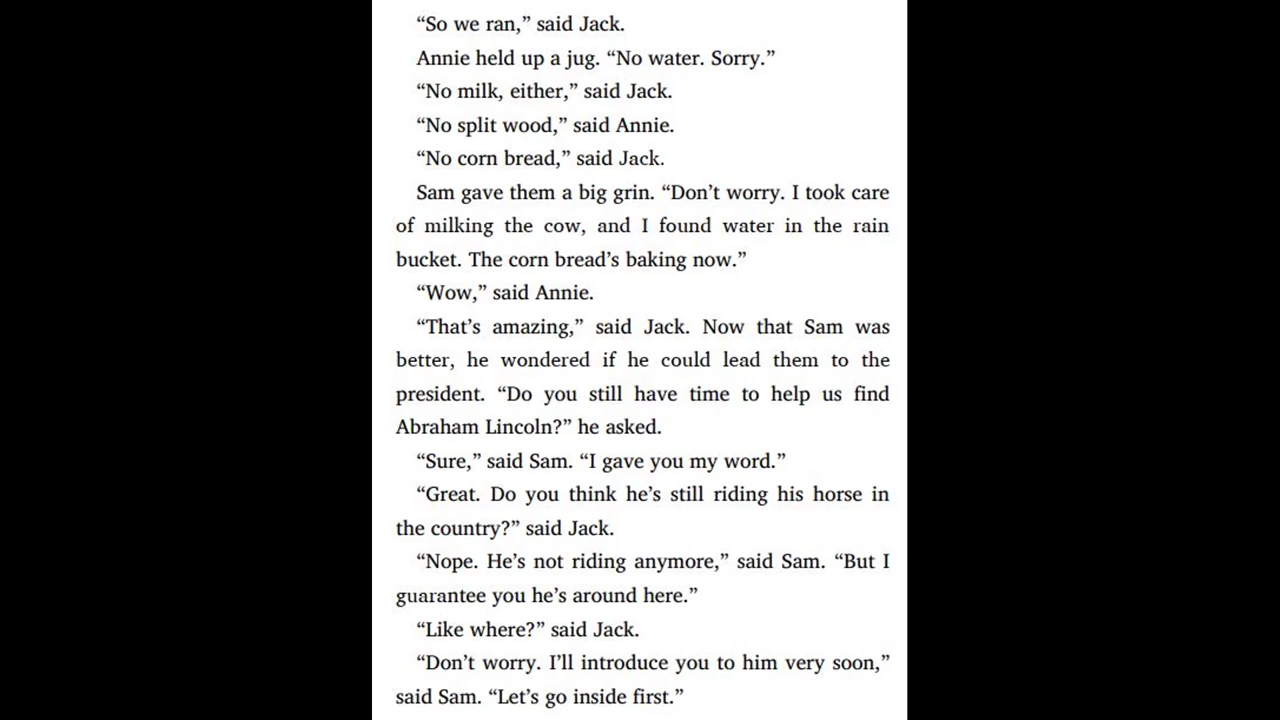 “So we ran,” said Jack.
Annie held up a jug. “No water. Sorry.”
“No milk, either,” said Jack.
“No split wood,” said Annie.
“No corn bread,” said Jack.
Sam gave them a big grin. “Don’t worry. I took care
of milking the cow, and I found water in the rain
bucket. The corn bread’s baking now.”
“Wow,” said Annie.
“That’s amazing,” said Jack. Now that Sam was
better, he wondered if he could lead them to the
president. “Do you still have time to help us find
Abraham Lincoln?” he asked.
“Sure,” said Sam. “I gave you my word.”
“Great. Do you think he’s still riding his horse in
the country?” said Jack.
“Nope. He’s not riding anymore,” said Sam. “But I
guarantee you he’s around here.”
“Like where?” said Jack.
“Don’t worry. I’ll introduce you to him very soon,”
said Sam. “Let’s go inside first.”